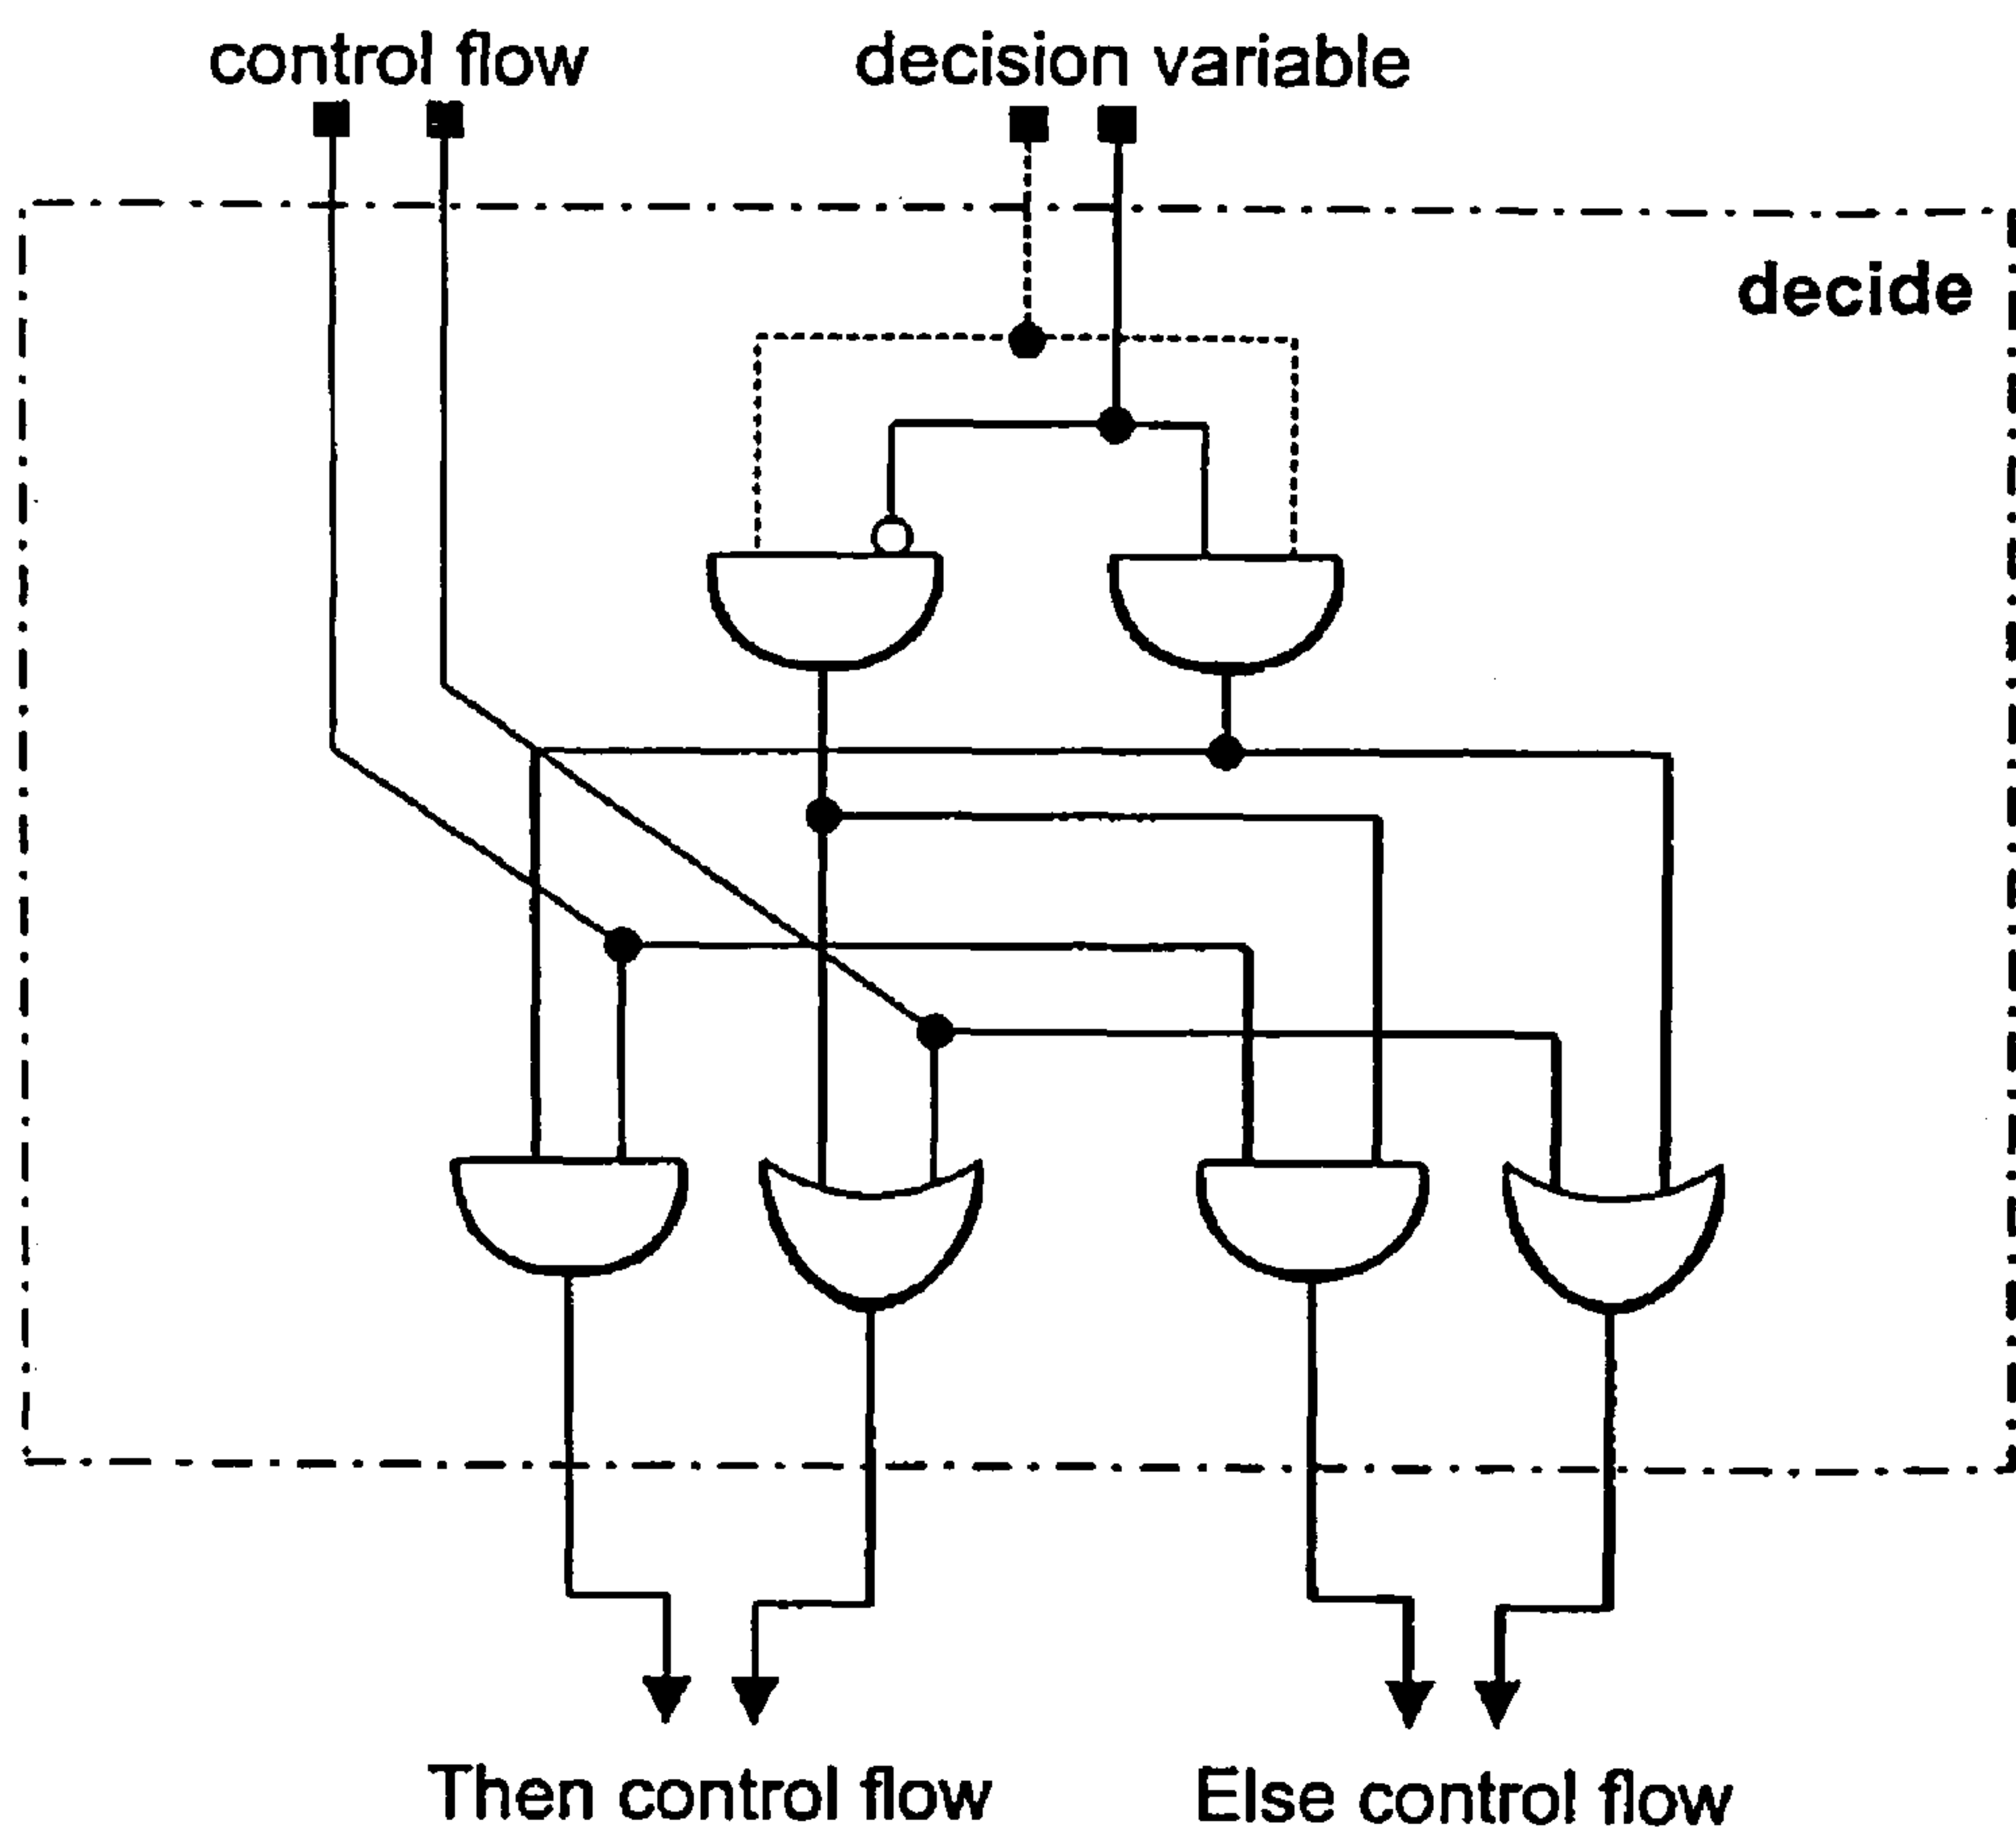 control flow
decision variable
decide
Then control flow
Else control flow